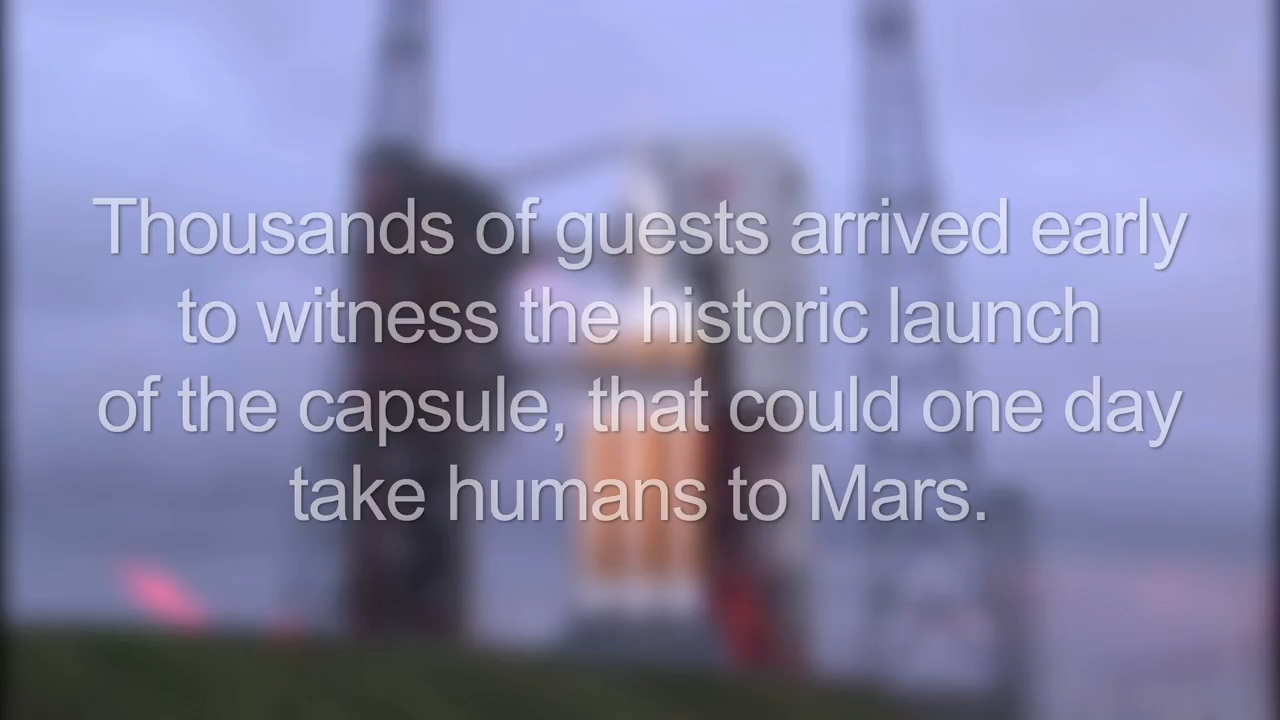 Thousands of guests arrived early
to witness the historic launch
of the capsule, that could one day
take humans to Mars.